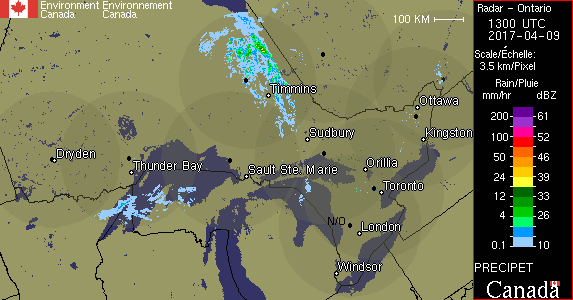 Environment Environnement
Canada Canada
100 KM
Timmins
Ottawa
Sudbury
Kingston
Dryden
Thunder Bay
Sault Ste. Marie
Orillia
Toronto
N/O
London
Windsor
Radar - Ontario
1300 UTC
2017-04-09
Scale/Échelle:
3.5 km/Pixel
Rain/Pluie
mm/hr dBZ
200 61
100 52
50 46
24 39
12 33
4 26
0.1 10
PRECIPET
Canada